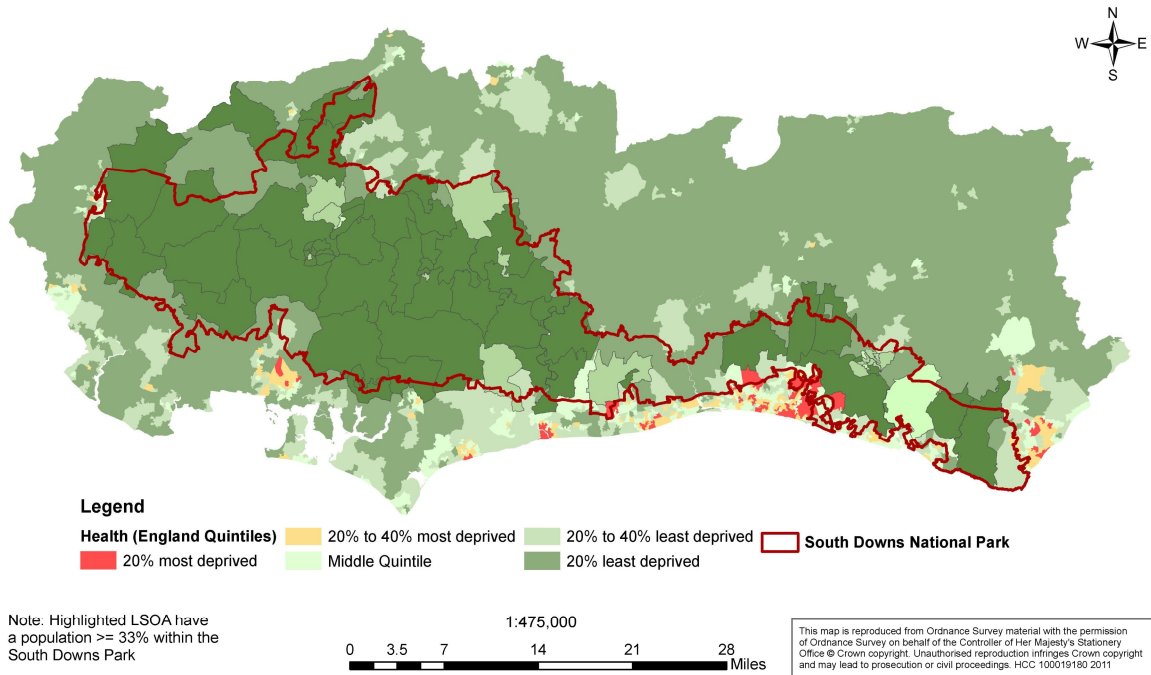 N
W E
S
Legend
Health (England Quintiles)
20% most deprived
20% to 40% most deprived
Middle Quintile
20% to 40% least deprived
20% least deprived
South Downs National Park
Note: Highlighted LSOA have
a population >= 33% within the
South Downs Park
1:475,000
0 3.5 7 14 21 28
Miles
This map is reproduced from Ordnance Survey material with the permission
of Ordnance Survey on behalf of the Controller of Her Majesty's Stationery
Office © Crown copyright. Unauthorised reproduction infringes Crown copyright
and may lead to prosecution or civil proceedings. HCC 100019180 2011